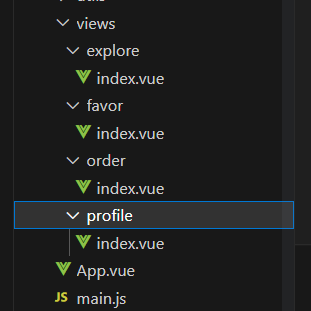 views
explore
index.vue
favor
index.vue
order
index.vue
profile
index.vue
App.vue
JS main.js